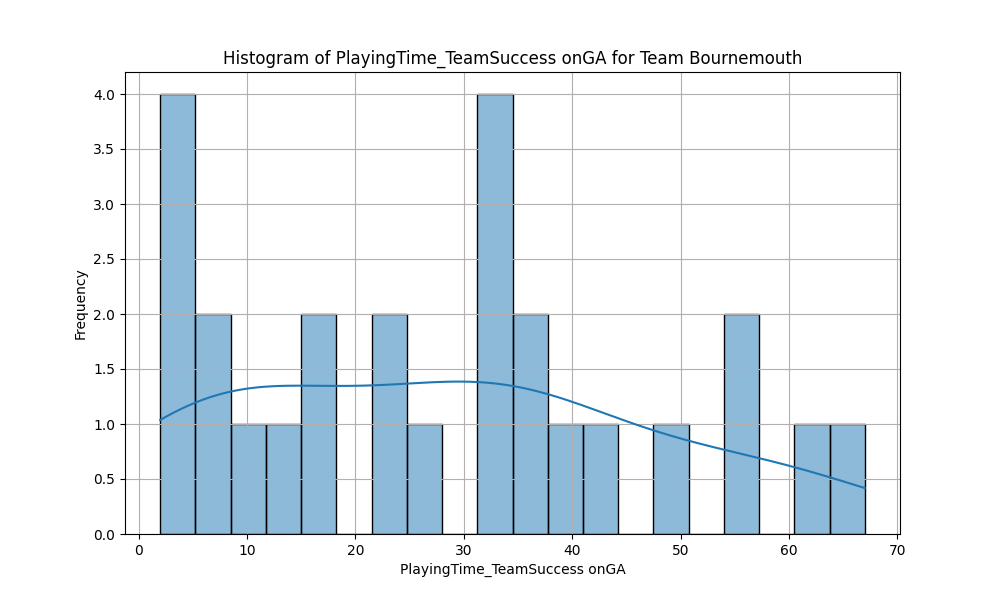 Histogram of PlayingTime_TeamSuccess onGA for Team Bournemouth
4.0
3.5
3.0
2.5
2.0
1.5
1.0
0.5
0.0
Frequency
0 10 20 30 40 50 60 70
PlayingTime_TeamSuccess onGA